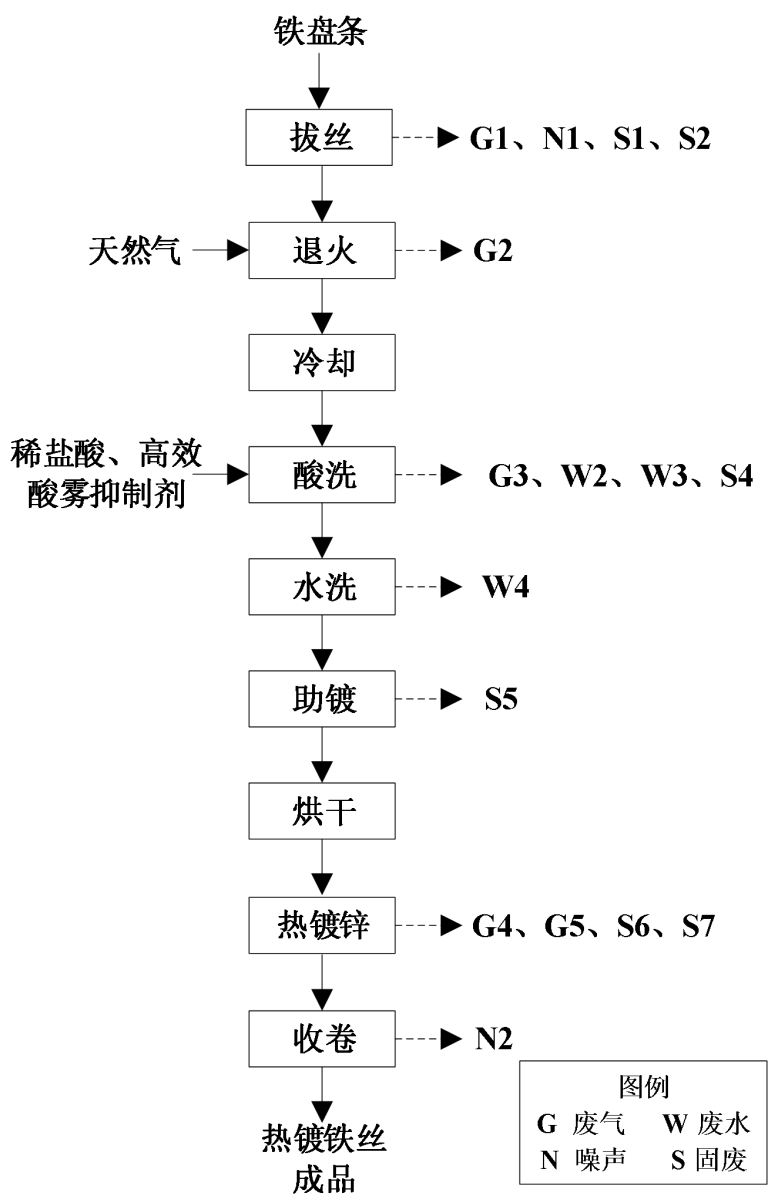 铁盘条
拔丝
G1、N1、S1、S2
天然气
退火
G2
冷却
稀盐酸、高效
酸雾抑制剂
酸洗
G3、W2、W3、S4
水洗
W4
助镀
S5
烘干
热镀锌
G4、G5、S6、S7
收卷
N2
热镀铁丝
成品
图例
G 废气 W 废水
N 噪声 S 固废